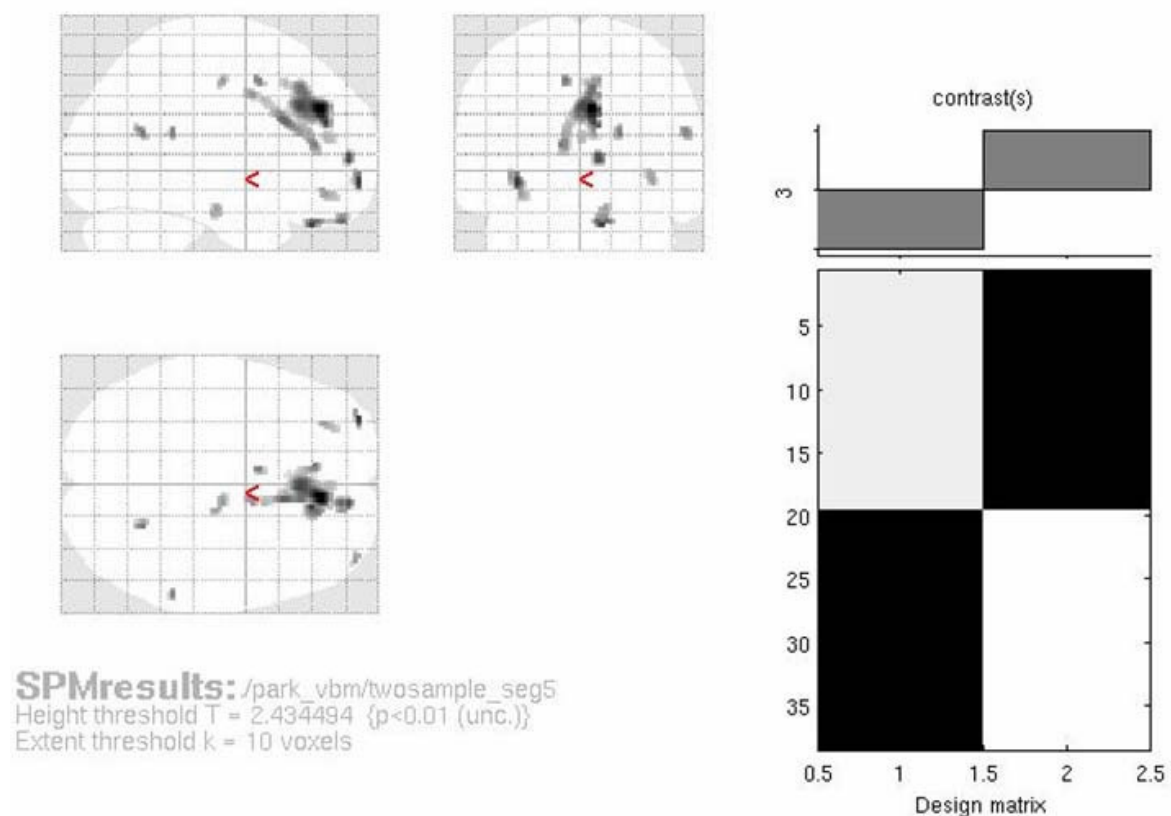 contrast(s)
3
5
10
15
20
25
30
35
0.5 1 1.5 2 2.5
Design matrix
SPMresults: ./park_vbm/twosample_seg5
Height threshold T = 2.434494 {p<0.01 (unc.)}
Extent threshold k = 10 voxels